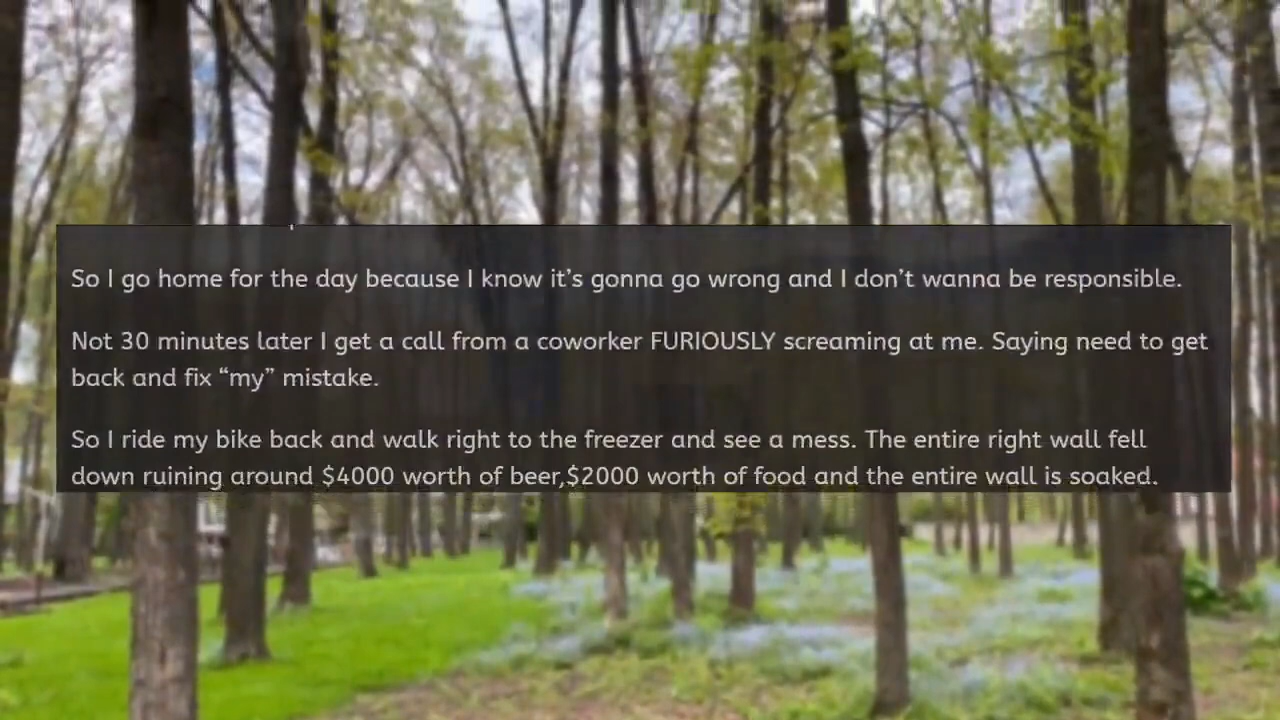 So I go home for the day because I know it's gonna go wrong and I don't wanna be responsible.
Not 30 minutes later I get a call from a coworker FURIOUSLY screaming at me. Saying need to get
back and fix “my” mistake.
So I ride my bike back and walk right to the freezer and see a mess. The entire right wall fell
down ruining around $4000 worth of beer,$2000 worth of food and the entire wall is soaked.